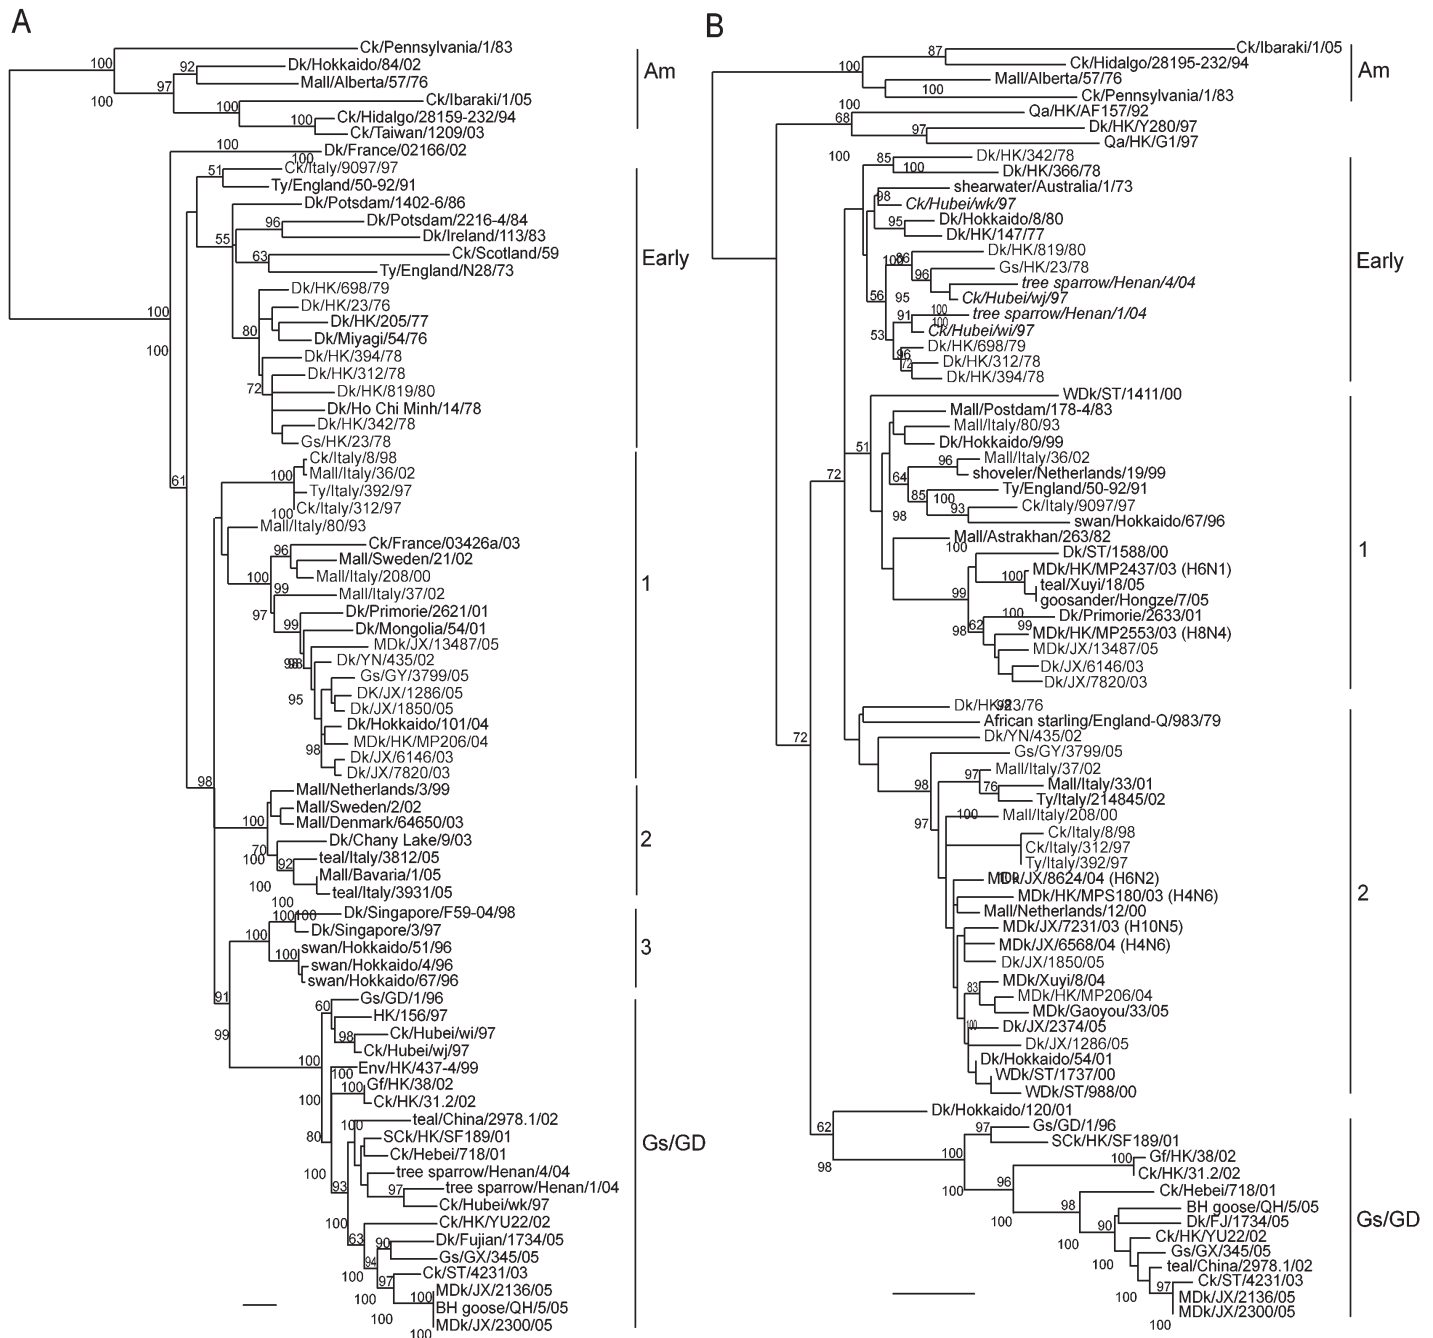 A
Ck/Pennsylvania/1/83
100
92
Dk/Hokkaido/84/02
Am
97
Mall/Alberta/57/76
100
100
Ck/Ibaraki/1/05
100
Ck/Hidalgo/28159-232/94
Ck/Taiwan/1209/03
100
Dk/France/02166/02
100
51
Ck/Italy/9097/97
Ty/England/50-92/91
Dk/Potsdam/1402-6/86
96
Dk/Potsdam/2216-4/84
55
Dk/Ireland/113/83
63
Ck/Scotland/59
Early
Ty/England/N28/73
Dk/HK/698/79
100
Dk/HK/23/76
80
Dk/HK/205/77
100
Dk/Miyagi/54/76
Dk/HK/394/78
Dk/HK/312/78
72
Dk/HK/819/80
Dk/Ho Chi Minh/14/78
Dk/HK/342/78
Gs/HK/23/78
Ck/Italy/8/98
61
100
Mall/Italy/36/02
Ty/Italy/392/97
100
Ck/Italy/312/97
Mall/Italy/80/93
96
Ck/France/03426a/03
Mall/Sweden/21/02
100
Mall/Italy/208/00
1
99
Mall/Italy/37/02
97
Dk/Primorie/2621/01
99
Dk/Mongolia/54/01
MDk/JX/13487/05
98
Dk/YN/435/02
Gs/GY/3799/05
95
DK/JX/1286/05
Dk/JX/1850/05
Dk/Hokkaido/101/04
98
MDk/HK/MP206/04
Dk/JX/6146/03
Dk/JX/7820/03
98
Mall/Netherlands/3/99
Mall/Sweden/2/02
100
Mall/Denmark/64650/03
70
Dk/Chany Lake/9/03
2
100
92
teal/Italy/3812/05
Mall/Bavaria/1/05
100
teal/Italy/3931/05
100
100
100
Dk/Singapore/F59-04/98
100
Dk/Singapore/3/97
100
swan/Hokkaido/51/96
3
swan/Hokkaido/4/96
swan/Hokkaido/67/96
91
60
Gs/GD/1/96
HK/156/97
99
98
Ck/Hubei/wi/97
Ck/Hubei/wj/97
100
100
Env/HK/437-4/99
100
Gf/HK/38/02
100
Ck/HK/31.2/02
100
teal/China/2978.1/02
80
SCk/HK/SF189/01
Gs/GD
Ck/Hebei/718/01
100
tree sparrow/Henan/4/04
93
97
tree sparrow/Henan/1/04
Ck/Hubei/wk/97
100
Ck/HK/YU22/02
63
90
Dk/Fujian/1734/05
94
Gs/GX/345/05
100
97
Ck/ST/4231/03
100
100
MDk/JX/2136/05
BH goose/QH/5/05
100
MDk/JX/2300/05
100
B
87
Ck/Ibaraki/1/05
100
Ck/Hidalgo/28195-232/94
Am
Mall/Alberta/57/76
100
Ck/Pennsylvania/1/83
100
Qa/HK/AF157/92
68
97
Dk/HK/Y280/97
Qa/HK/G1/97
100
85
Dk/HK/342/78
100
Dk/HK/366/78
shearwater/Australia/1/73
98
Ck/Hubei/wk/97
95
Dk/Hokkaido/8/80
Dk/HK/147/77
Dk/HK/819/80
100
86
Early
96
Gs/HK/23/78
tree sparrow/Henan/4/04
56
95
Ck/Hubei/wj/97
91
100
tree sparrow/Henan/1/04
100
53
Ck/Hubei/wi/97
96
Dk/HK/698/79
72
Dk/HK/312/78
Dk/HK/394/78
WDk/ST/1411/00
Mall/Postdam/178-4/83
Mall/Italy/80/93
51
Dk/Hokkaido/9/99
96
Mall/Italy/36/02
72
64
shoveler/Netherlands/19/99
85
100
Ty/England/50-92/91
93
Ck/Italy/9097/97
98
swan/Hokkaido/67/96
Mall/Astrakhan/263/82
100
Dk/ST/1588/00
1
100
MDk/HK/MP2437/03 (H6N1)
teal/Xuyi/18/05
99
goosander/Hongze/7/05
100
Dk/Primorie/2633/01
98
62
99
MDk/HK/MP2553/03 (H8N4)
MDk/JX/13487/05
Dk/JX/6146/03
Dk/JX/7820/03
Dk/HK/23/76
African starling/England-Q/983/79
72
Dk/YN/435/02
Gs/GY/3799/05
97
Mall/Italy/37/02
98
76
Mall/Italy/33/01
Ty/Italy/214845/02
97
100
Mall/Italy/208/00
Ck/Italy/8/98
Ck/Italy/312/97
Ty/Italy/392/97
MDk/JX/8624/04 (H6N2)
MDk/HK/MPS180/03 (H4N6)
2
Mall/Netherlands/12/00
MDk/JX/7231/03 (H10N5)
MDk/JX/6568/04 (H4N6)
Dk/JX/1850/05
83
MDk/Xuyi/8/04
MDk/HK/MP206/04
MDk/Gaoyou/33/05
100
Dk/JX/2374/05
Dk/JX/1286/05
Dk/Hokkaido/54/01
WDk/ST/1737/00
WDk/ST/988/00
Dk/Hokkaido/120/01
62
97
Gs/GD/1/96
SCk/HK/SF189/01
98
100
100
Gf/HK/38/02
Ck/HK/31.2/02
100
96
Ck/Hebei/718/01
98
BH goose/QH/5/05
100
90
Dk/FJ/1734/05
Gs/GD
Ck/HK/YU22/02
100
Gs/GX/345/05
100
teal/China/2978.1/02
97
Ck/ST/4231/03
100
MDk/JX/2136/05
MDk/JX/2300/05
100